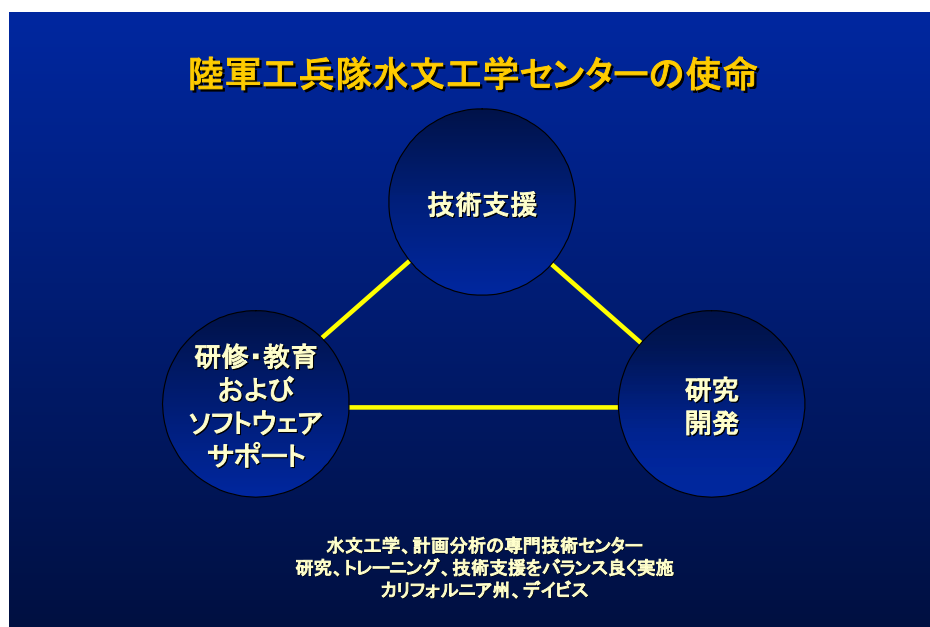 陸軍工兵隊水文工学センターの使命
技術支援
研修・教育
および
ソフトウェア
サポート
研究
開発
水文工学、計画分析の専門技術センター
研究、トレーニング、技術支援をバランス良く実施
カリフォルニア州、デイビス